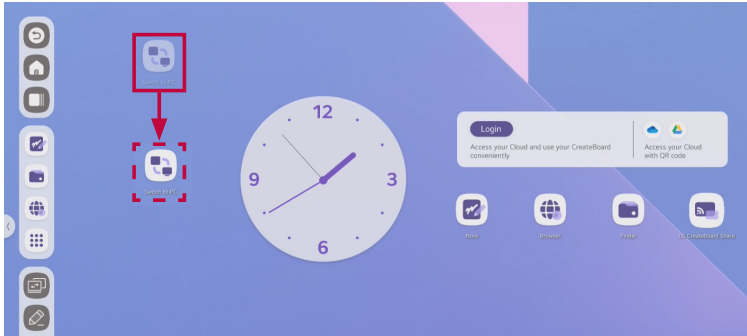 Switch to PC
Switch to PC
12
9
3
6
Login
Access your Cloud and use your CreateBoard
conveniently
Access your Cloud
with QR code
Note
Browser
Finder
LG CreateBoard Share